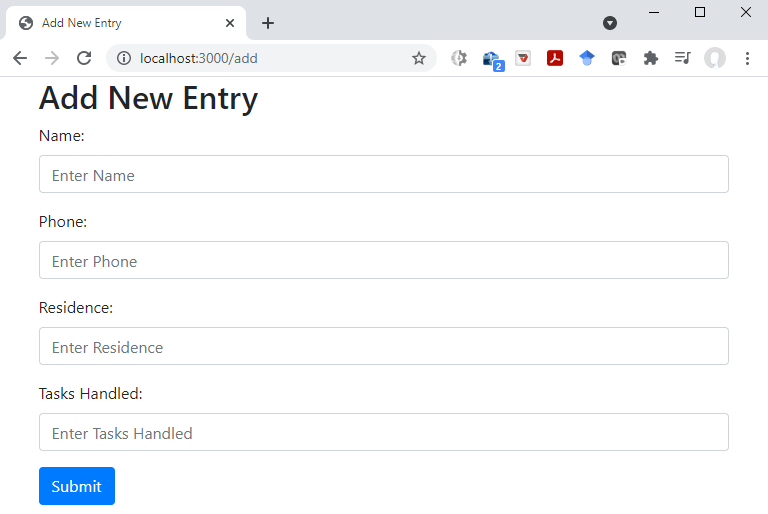 Add New Entry
localhost:3000/add
2
Add New Entry
Name:
Enter Name
Phone:
Enter Phone
Residence:
Enter Residence
Tasks Handled:
Enter Tasks Handled
Submit